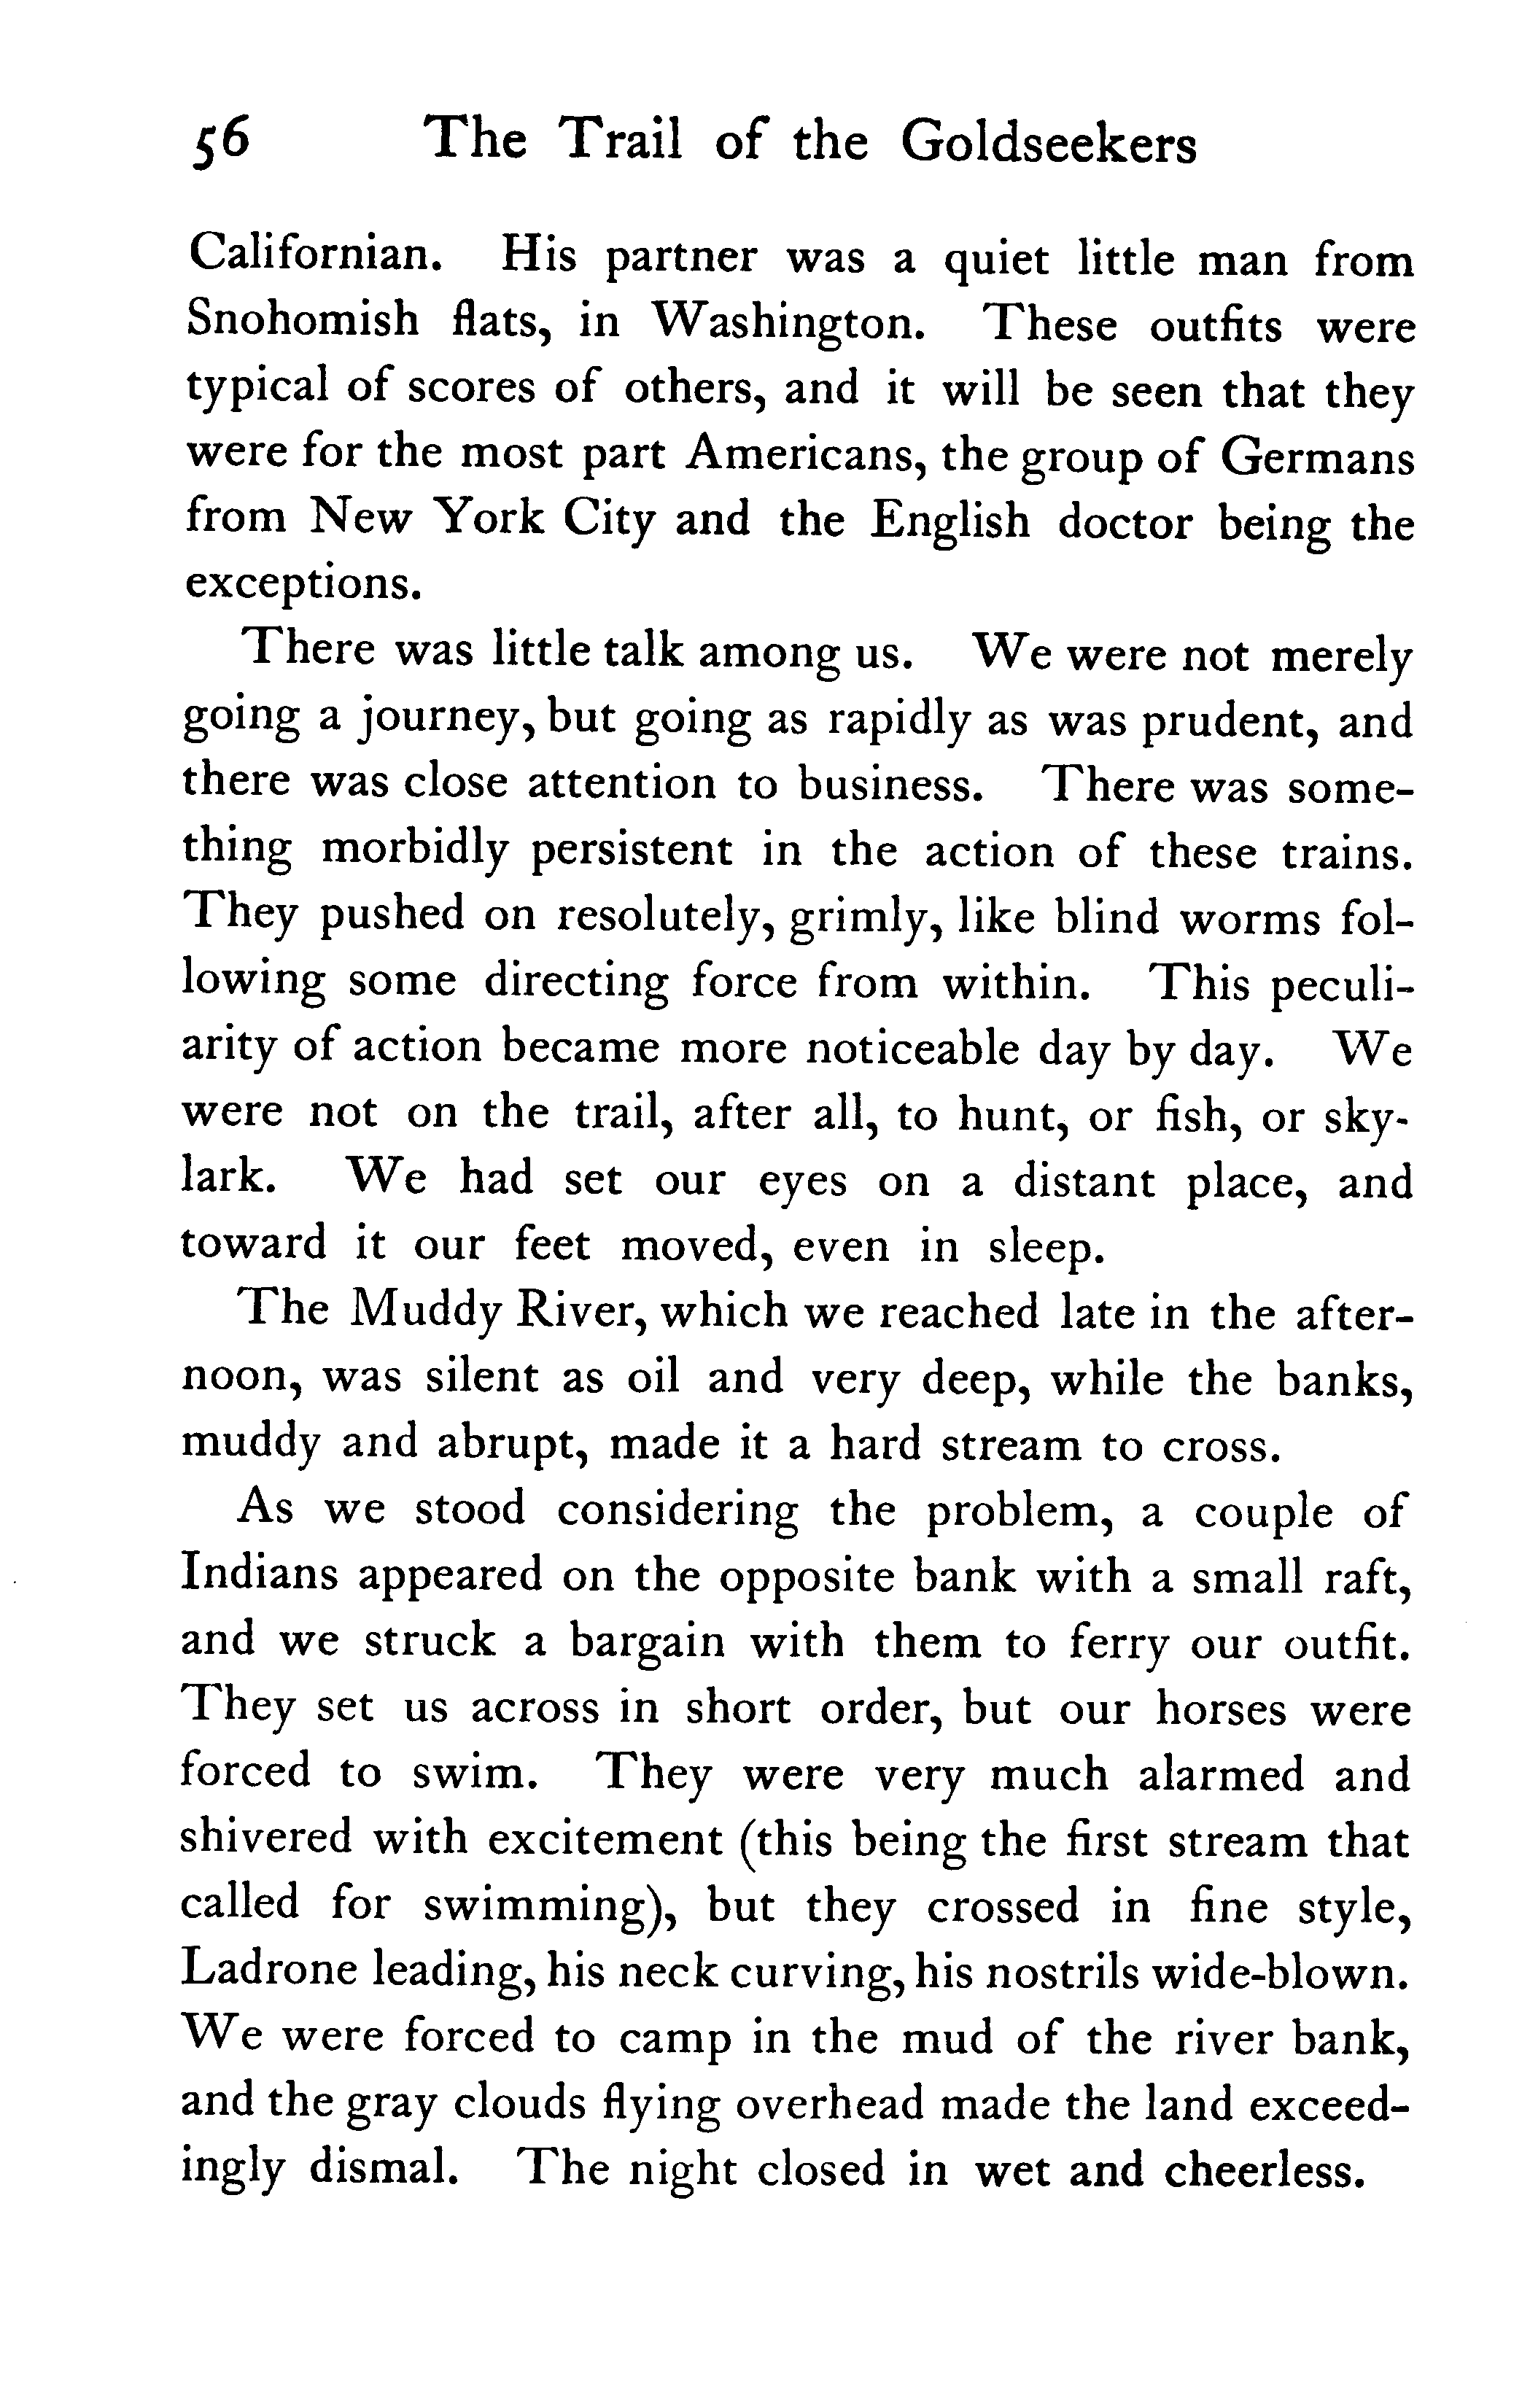 56 The Trail of the Goldseekers
Californian. His partner was a quiet little man from
Snohomish flats, in Washington. These outfits were
typical of scores of others, and it will be seen that they
were for the most part Americans, the group of Germans
from New York City and the English doctor being the
exceptions.
There was little talk among us. We were not merely
going a journey, but going as rapidly as was prudent, and
there was close attention to business. There was some-
thing morbidly persistent in the action of these trains.
They pushed on resolutely, grimly, like blind worms fol-
lowing some directing force from within. This peculi-
arity of action became more noticeable day by day. We
were not on the trail, after all, to hunt, or fish, or sky-
lark. We had set our eyes on a distant place, and
toward it our feet moved, even in sleep.
The Muddy River, which we reached late in the after-
noon, was silent as oil and very deep, while the banks,
muddy and abrupt, made it a hard stream to cross.
As we stood considering the problem, a couple of
Indians appeared on the opposite bank with a small raft,
and we struck a bargain with them to ferry our outfit.
They set us across in short order, but our horses were
forced to swim. They were very much alarmed and
shivered with excitement (this being the first stream that
called for swimming), but they crossed in fine style,
Ladrone leading, his neck curving, his nostrils wide-blown.
We were forced to camp in the mud of the river bank,
and the gray clouds flying overhead made the land exceed-
ingly dismal. The night closed in wet and cheerless.